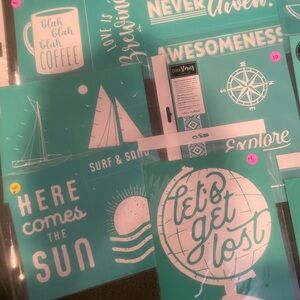 NEVER
blah
blah
blah
COFFEE
LOVE IS
Brewing
AWESOMENESS
Explore
SURF & SAND
HERE
comes
THE
SUN
let's
get
lost